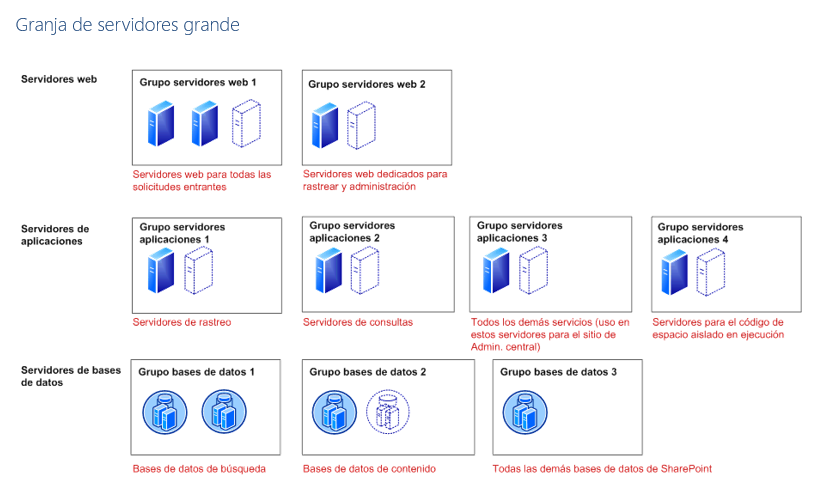 Granja de servidores grande
Servidores web
Grupo servidores web 1
Grupo servidores web 2
Servidores web para todas las
solicitudes entrantes
Servidores web dedicados para
rastrear y administración
Servidores de
aplicaciones
Grupo servidores
aplicaciones 1
Grupo servidores
aplicaciones 2
Grupo servidores
aplicaciones 3
Grupo servidores
aplicaciones 4
Servidores de rastreo
Servidores de consultas
Todos los demás servicios (uso en
estos servidores para el sitio de
Admin. central)
Servidores para el código de
espacio aislado en ejecución
Servidores de bases
de datos
Grupo bases de datos 1
Grupo bases de datos 2
Grupo bases de datos 3
Bases de datos de búsqueda
Bases de datos de contenido
Todas las demás bases de datos de SharePoint